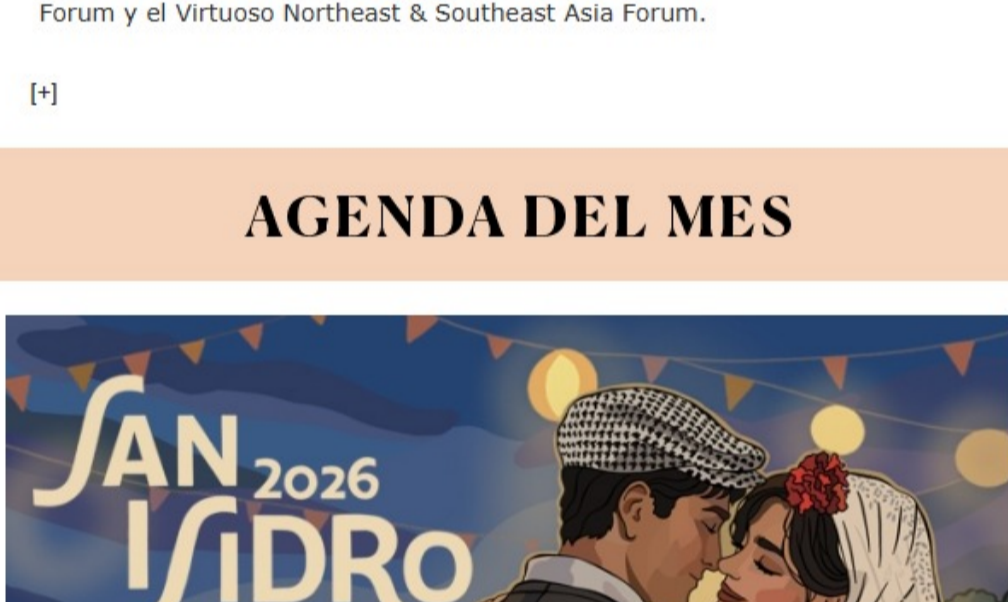 Forum y el Virtuoso Northeast & Southeast Asia Forum.
[+]
AGENDA DEL MES
SAN 2026
ISIDRO